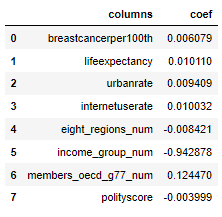 columns coef
0 breastcancerper100th 0.006079
1 lifeexpectancy 0.010110
2 urbanrate 0.009409
3 internetuserate 0.010032
4 eight_regions_num -0.008421
5 income_group_num -0.942878
6 members_oecd_g77_num 0.124470
7 polityscore -0.003999